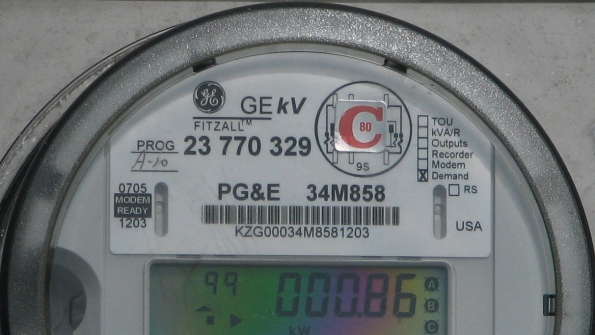 GE
GE kV
FITZALL™
PROG 23 770 329
A-10
C
80
9S
TOU
kVA/R
Outputs
Recorder
Modem
Demand
RS
0705
MODEM
READY
1203
PG&E 34M858
KZG00034M8581203
USA
99 000.86
A
B
C
kW